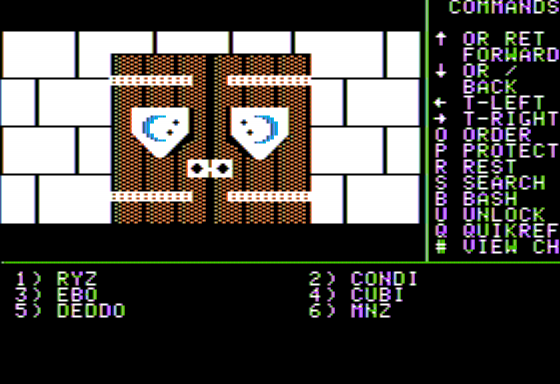 COMMANDS
↑ OR RET
FORWARD
↓ OR /
BACK
← T-LEFT
→ T-RIGHT
O ORDER
P PROTECT
R REST
S SEARCH
B BASH
U UNLOCK
Q QUIKREF
# VIEW CH
1) RYZ 2) CONDI
3) EBO 4) CUBI
5) DEDDO 6) MNZ